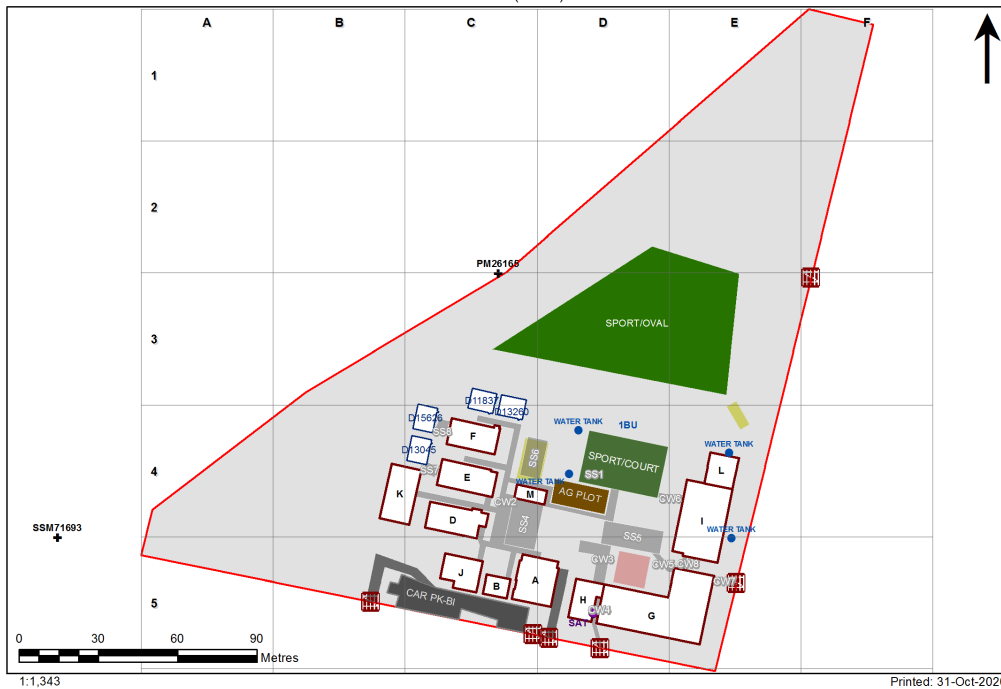 A
B
C
D
E
F
1
2
PM26165
3
SPORT/OVAL
D11837
D13260
D15626
SS8
WATER TANK
1BU
F
D13045
SS6
SPORT/COURT
WATER TANK
L
SS7
E
WATER TANK
SS1
4
K
M
AG PLOT
CW6
CW2
D
SS4
I
SSM71693
WATER TANK
SS5
CW3
CW5
CW8
J
A
CW7
B
H
CAR PK-BI
CW4
G
5
SA1
0
30
60
90
Metres
1:1,343
Printed: 31-Oct-202